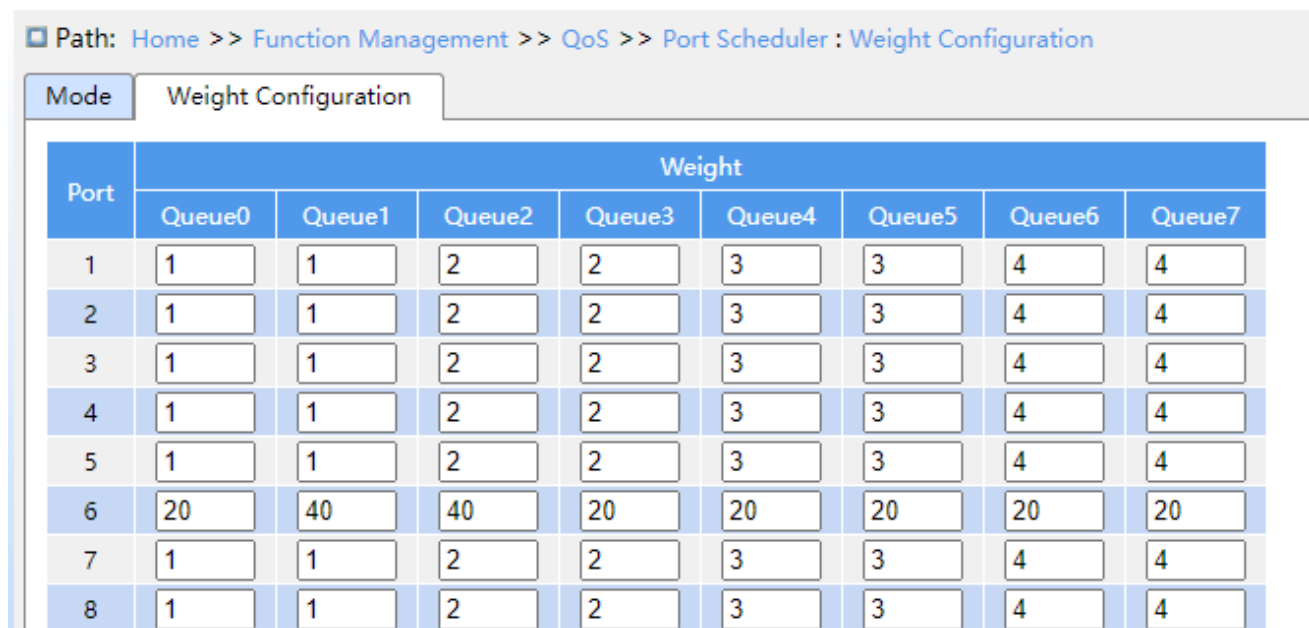 Path: Home >> Function Management >> QoS >> Port Scheduler : Weight Configuration
Mode Weight Configuration
Port Weight
Queue0 Queue1 Queue2 Queue3 Queue4 Queue5 Queue6 Queue7
1 1 1 2 2 3 3 4 4
2 1 1 2 2 3 3 4 4
3 1 1 2 2 3 3 4 4
4 1 1 2 2 3 3 4 4
5 1 1 2 2 3 3 4 4
6 20 40 40 20 20 20 20 20
7 1 1 2 2 3 3 4 4
8 1 1 2 2 3 3 4 4